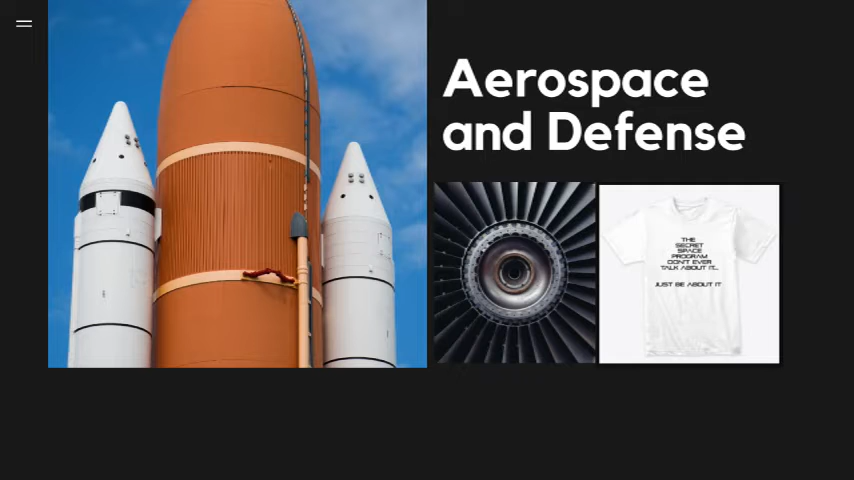 Aerospace
and Defense
THE
SECRET
SPACE
PROGRAM
DON'T EVER
TALK ABOUT IT...
JUST BE ABOUT IT